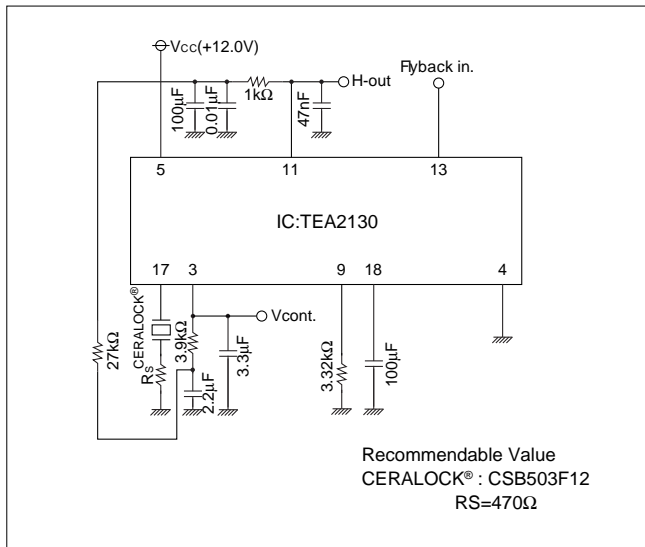 Vcc(+12.0V)
H-out
Flyback in.
100μF
0.01μF
1kΩ
47nF
5
11
13
IC:TEA2130
17
3
9
18
4
CERALOCK®
Rs
27kΩ
3.9kΩ
2.2μF
3.3μF
Vcont.
3.32kΩ
100μF
Recommendable Value
CERALOCK® : CSB503F12
RS=470Ω